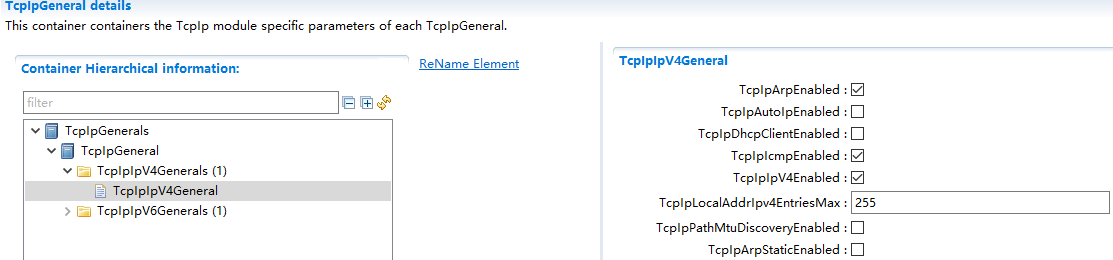 TcpIpGeneral details
This container containers the TcpIp module specific parameters of each TcpIpGeneral.
Container Hierarchical information:
ReName Element
filter
TcpIpGenerals
TcpIpGeneral
TcpIpIpV4Generals (1)
TcpIpIpV4General
TcpIpIpV6Generals (1)
TcpIpIpV4General
TcpIpArpEnabled :
TcpIpAutoIpEnabled :
TcpIpDhcpClientEnabled :
TcpIpIcmpEnabled :
TcpIpIpV4Enabled :
TcpIpLocalAddrIpv4EntriesMax : 255
TcpIpPathMtuDiscoveryEnabled :
TcpIpArpStaticEnabled :